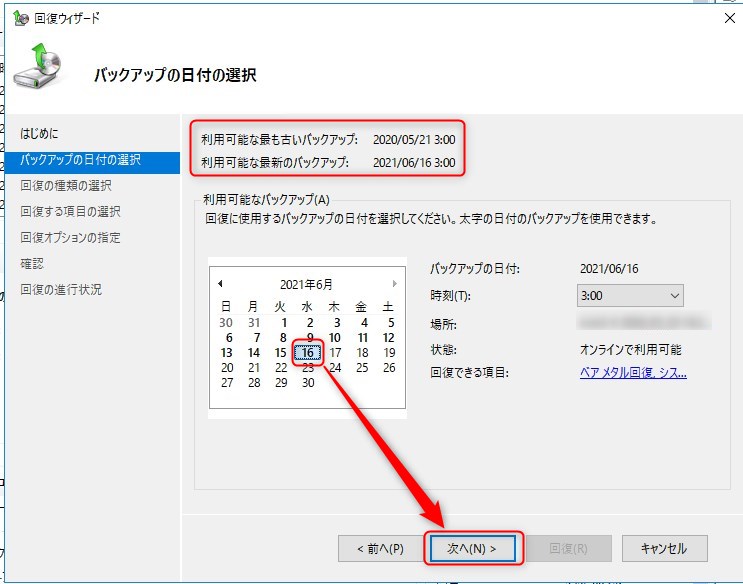 回復ウィザード
バックアップの日付の選択
はじめに
バックアップの日付の選択
回復の種類の選択
回復する項目の選択
回復オプションの指定
確認
回復の進行状況
利用可能な最も古いバックアップ: 2020/05/21 3:00
利用可能な最新のバックアップ: 2021/06/16 3:00
利用可能なバックアップ(A)
回復に使用するバックアップの日付を選択してください。太字の日付のバックアップを使用できます。
2021年6月
日 月 火 水 木 金 土
30 31 1 2 3 4 5
6 7 8 9 10 11 12
13 14 15 16 17 18 19
20 21 22 23 24 25 26
27 28 29 30
バックアップの日付: 2021/06/16
時刻(T): 3:00
場所:
状態: オンラインで利用可能
回復できる項目: ベア メタル回復, シス...
< 前へ(P) 次へ(N) > 回復(R) キャンセル